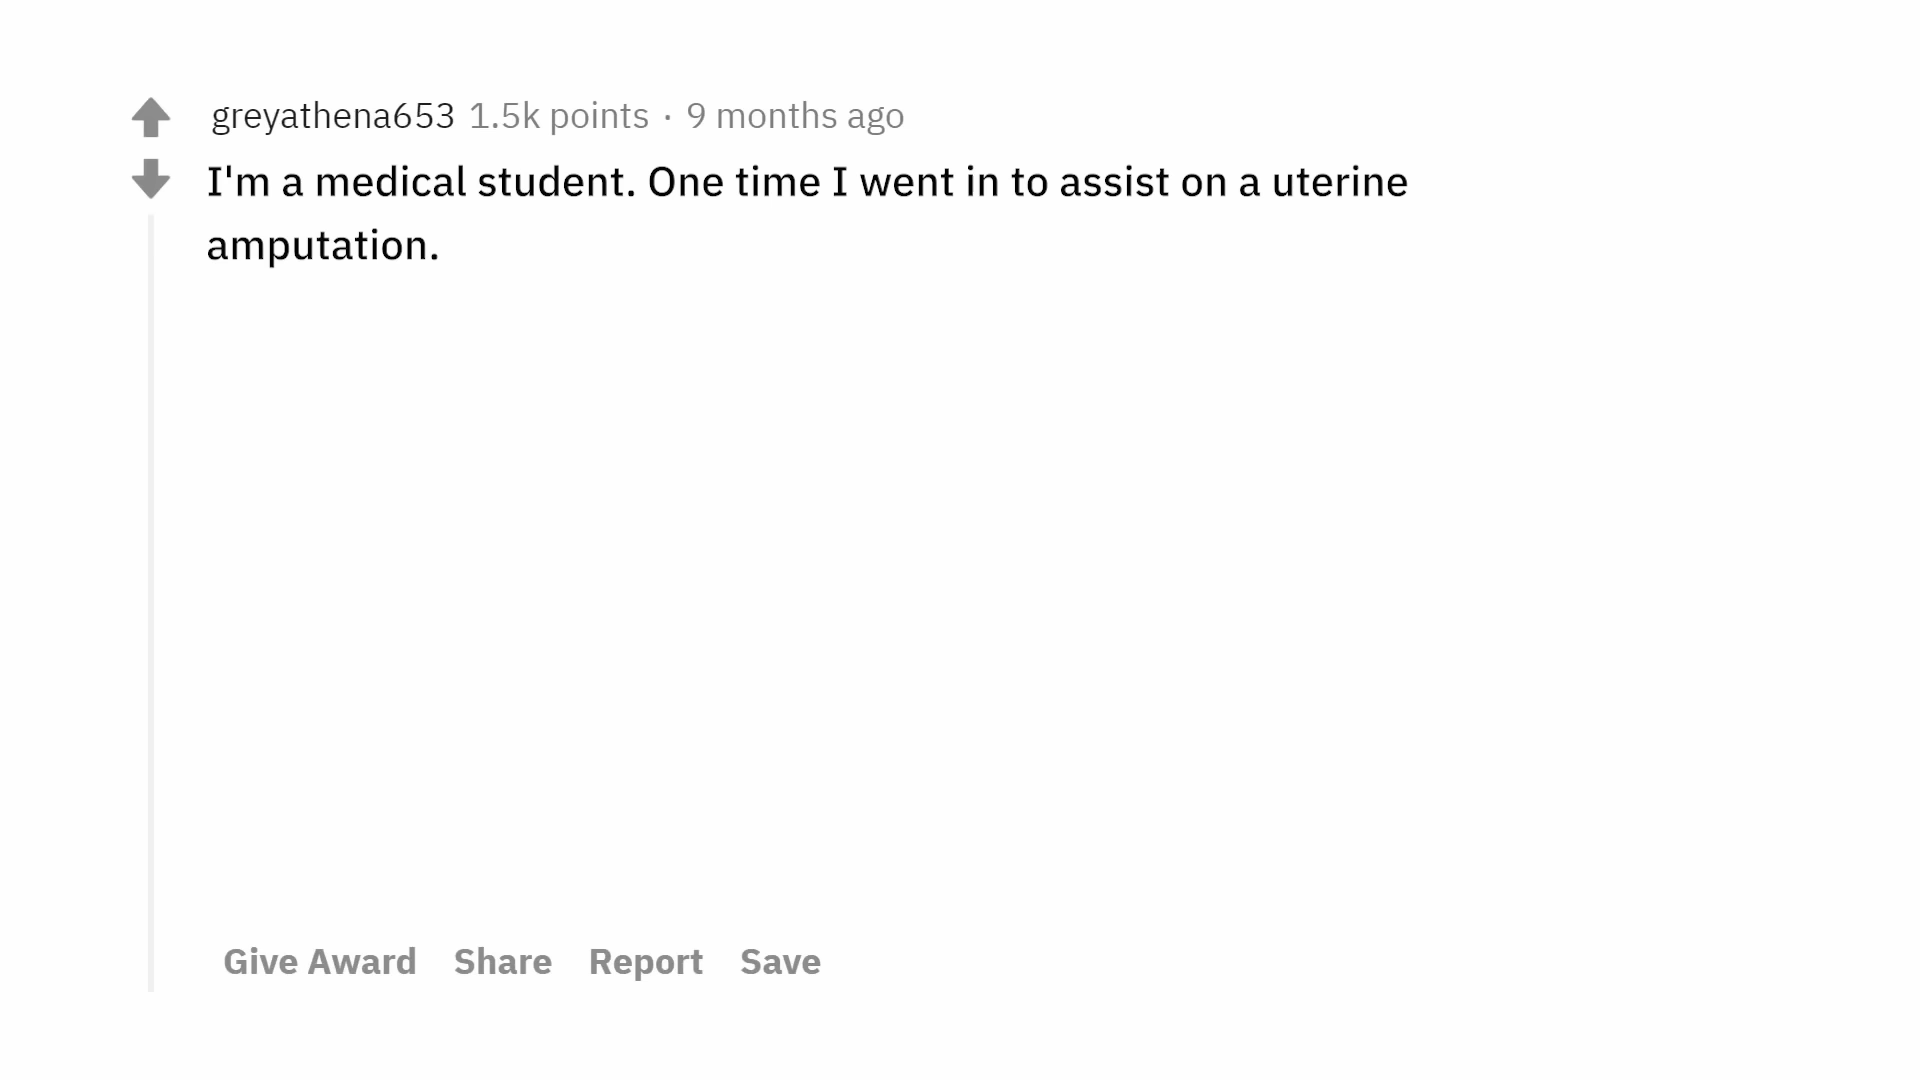 greyathena653 1.5k points · 9 months ago
I'm a medical student. One time I went in to assist on a uterine
amputation.
Give Award Share Report Save